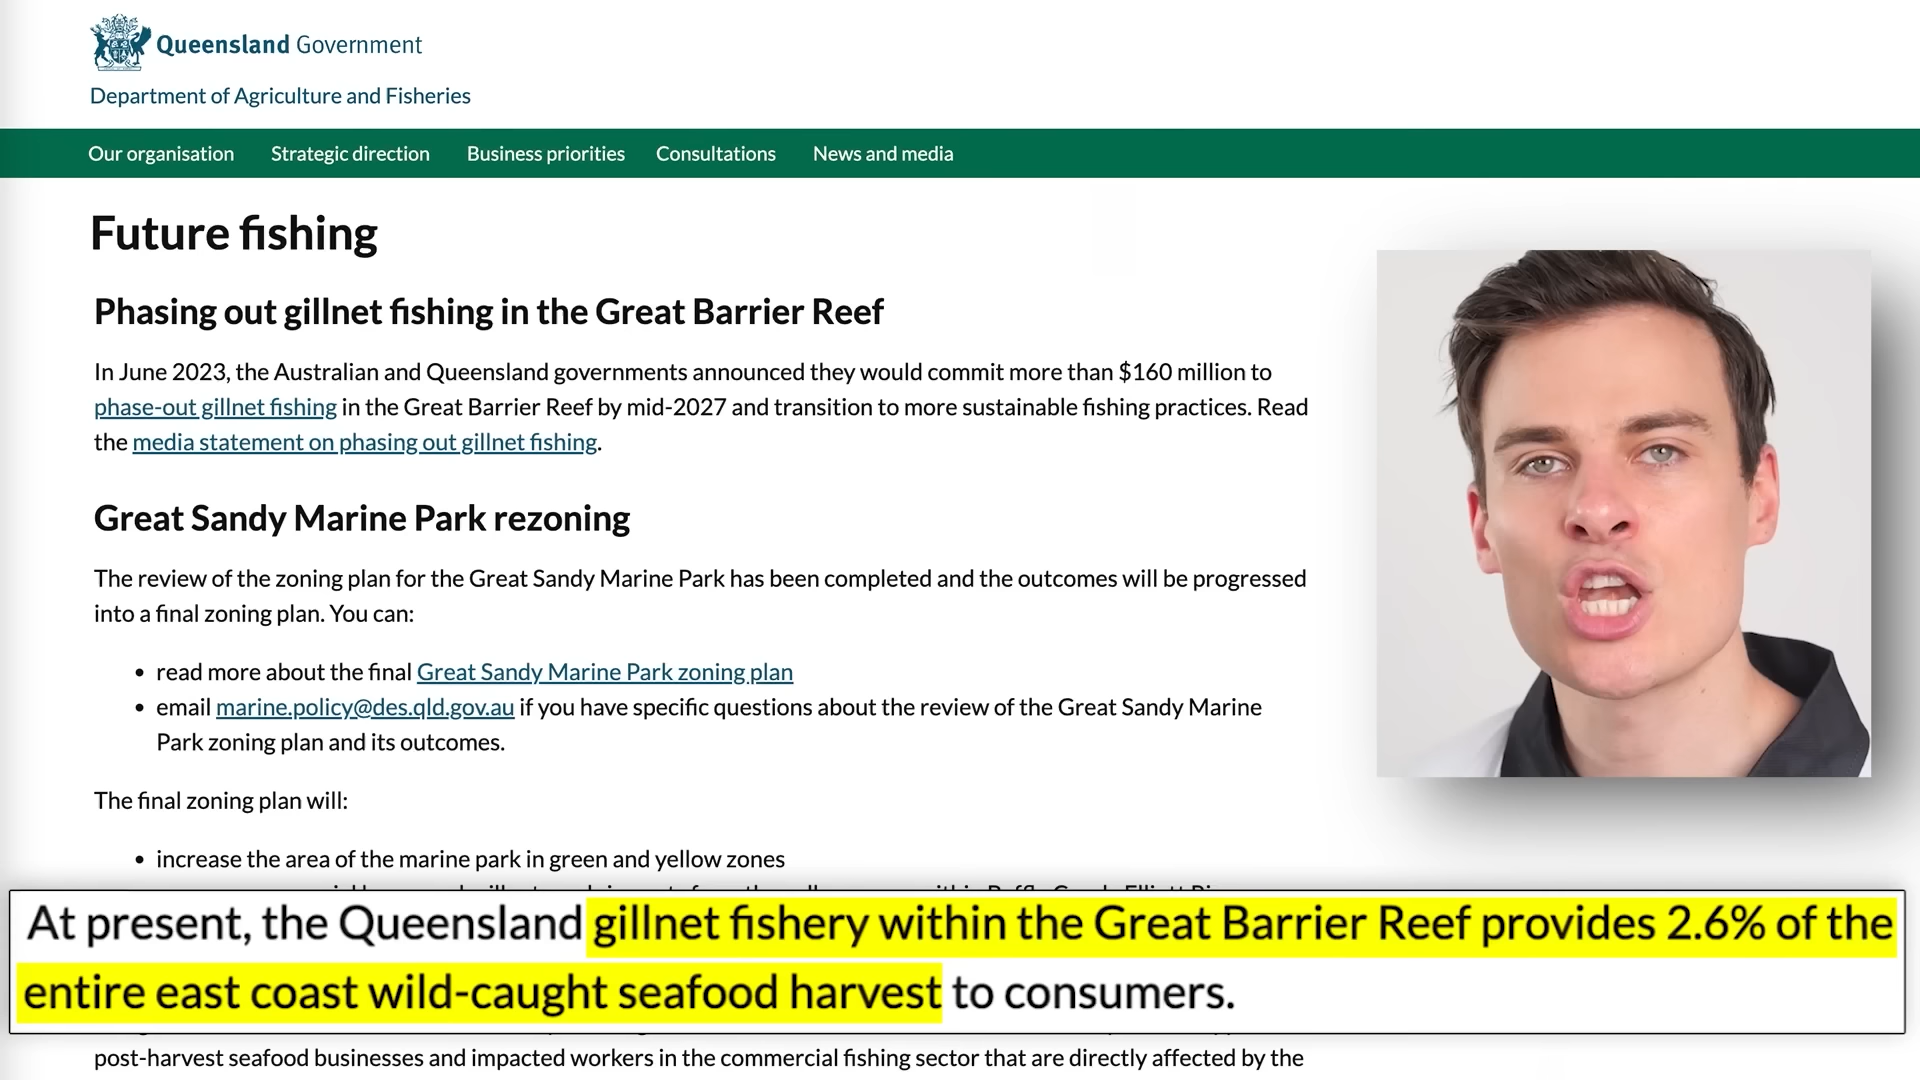 Queensland Government
Department of Agriculture and Fisheries
Our organisation Strategic direction Business priorities Consultations News and media
Future fishing
Phasing out gillnet fishing in the Great Barrier Reef
In June 2023, the Australian and Queensland governments announced they would commit more than $160 million to
phase-out gillnet fishing in the Great Barrier Reef by mid-2027 and transition to more sustainable fishing practices. Read
the media statement on phasing out gillnet fishing.
Great Sandy Marine Park rezoning
The review of the zoning plan for the Great Sandy Marine Park has been completed and the outcomes will be progressed
into a final zoning plan. You can:
• read more about the final Great Sandy Marine Park zoning plan
• email marine.policy@des.qld.gov.au if you have specific questions about the review of the Great Sandy Marine
Park zoning plan and its outcomes.
The final zoning plan will:
• increase the area of the marine park in green and yellow zones
At present, the Queensland gillnet fishery within the Great Barrier Reef provides 2.6% of the
entire east coast wild-caught seafood harvest to consumers.
post-harvest seafood businesses and impacted workers in the commercial fishing sector that are directly affected by the